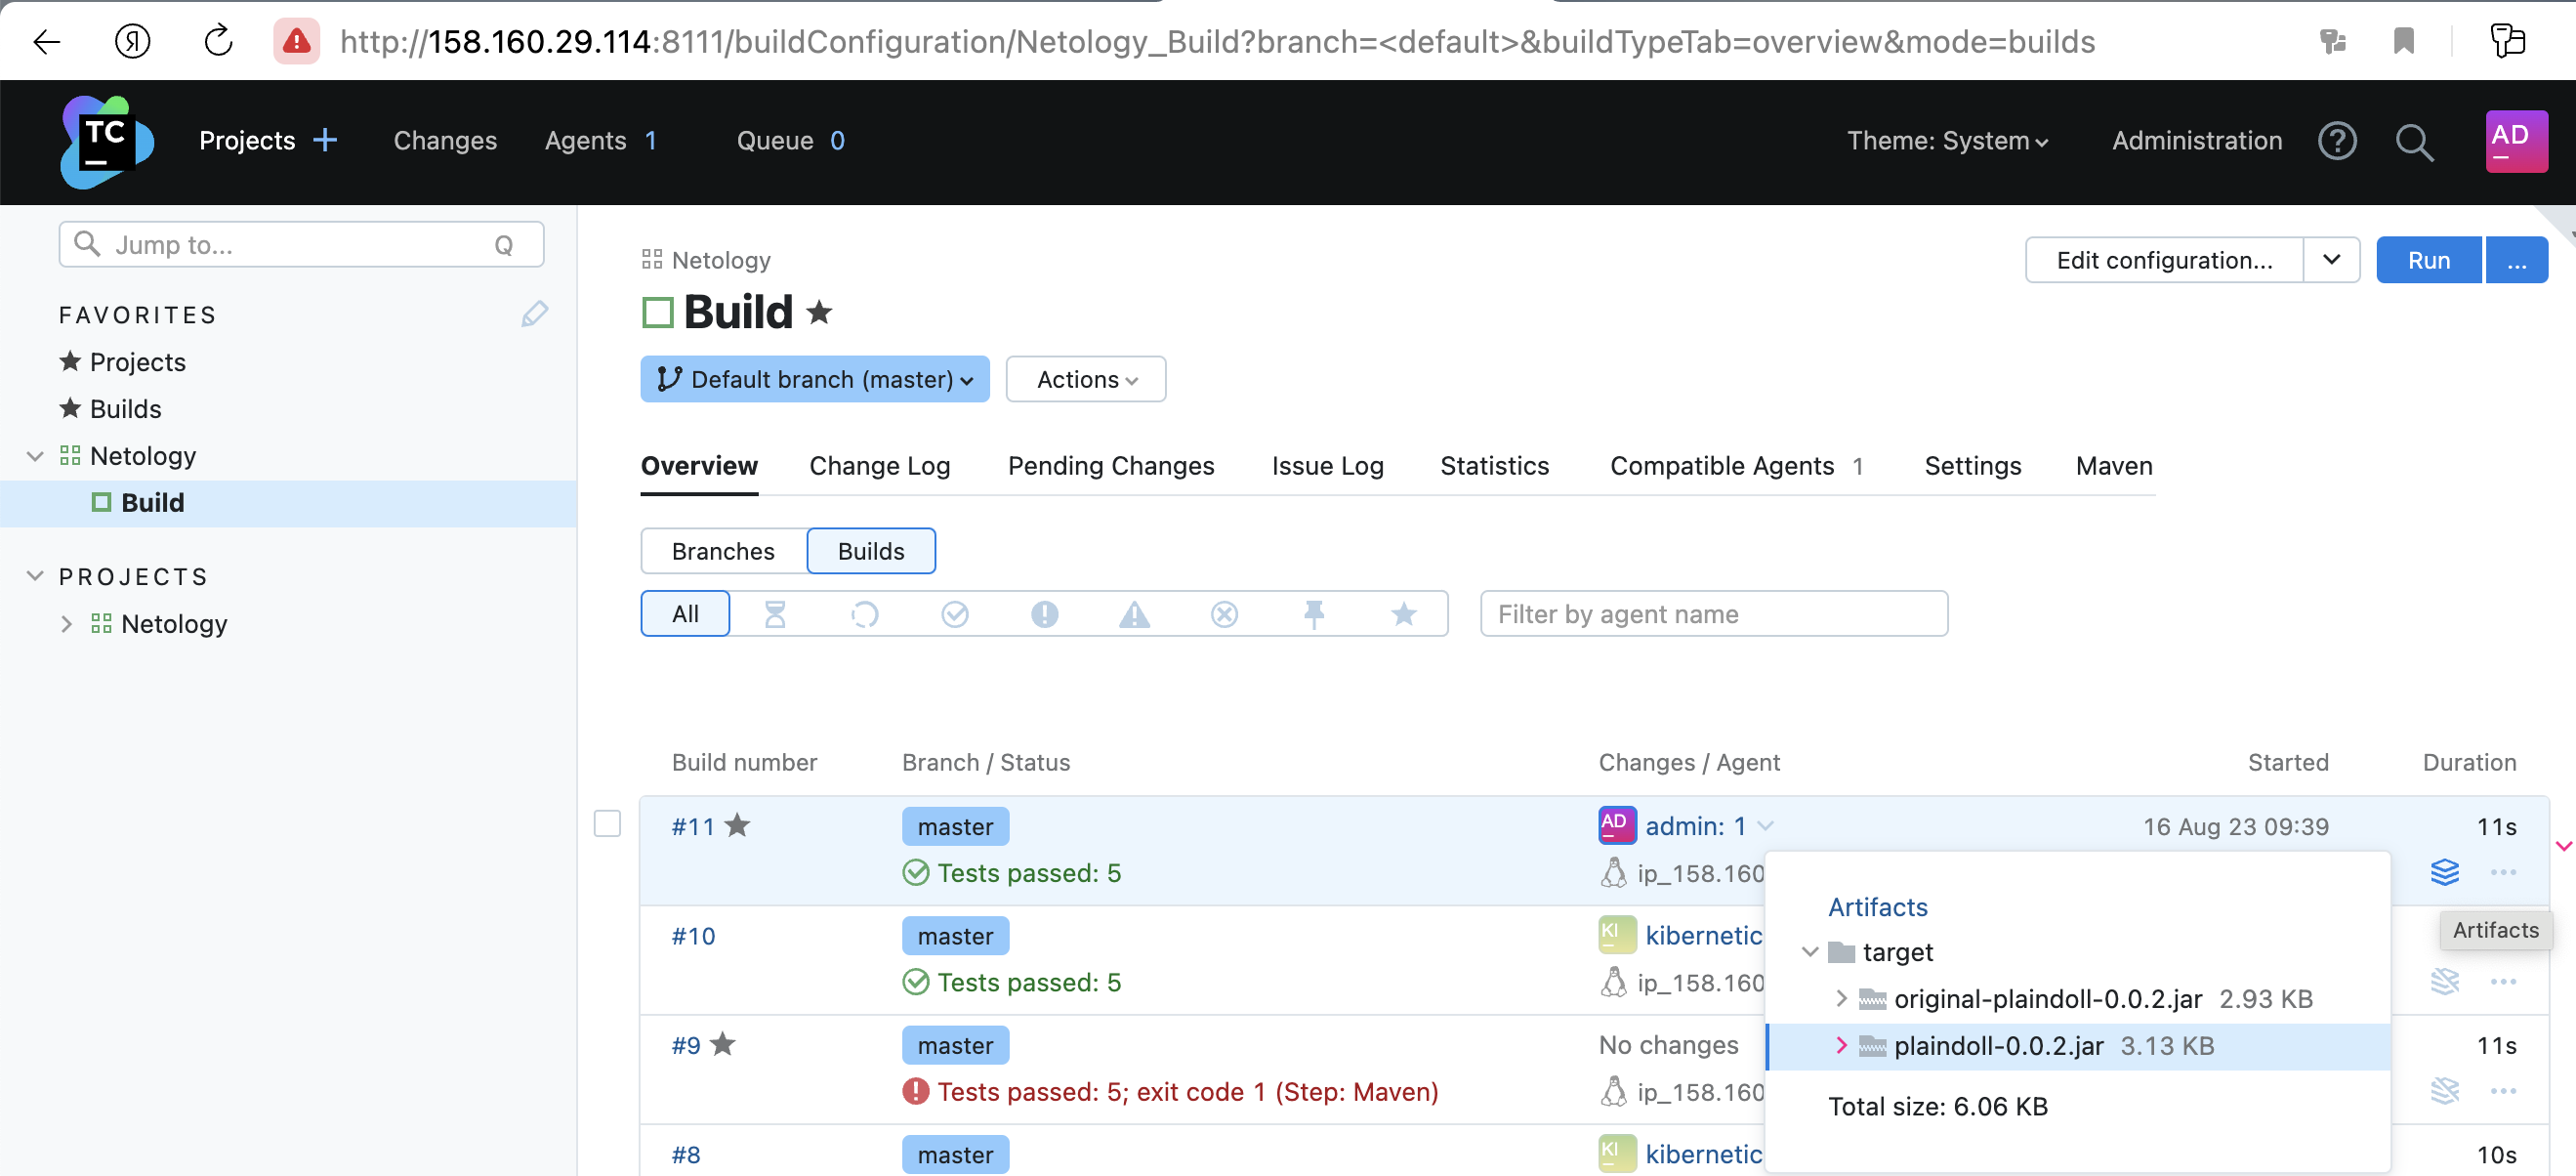 http://158.160.29.114:8111/buildConfiguration/Netology_Build?branch=<default>&buildTypeTab=overview&mode=builds
TC
Projects + Changes Agents 1 Queue 0 Theme: System Administration ? AD
Jump to... Q
FAVORITES
Projects
Builds
Netology
Build
PROJECTS
Netology
Netology
Edit configuration... Run ...
Build
Default branch (master) Actions
Overview Change Log Pending Changes Issue Log Statistics Compatible Agents 1 Settings Maven
Branches Builds
All Filter by agent name
Build number Branch / Status Changes / Agent Started Duration
#11 master AD admin: 1 16 Aug 23 09:39 11s
Tests passed: 5 ip_158.160
#10 master KI kibernetic
Tests passed: 5 ip_158.160
#9 master No changes 11s
Tests passed: 5; exit code 1 (Step: Maven) ip_158.160
#8 master KI kibernetic 10s
Artifacts
target
original-plaindoll-0.0.2.jar 2.93 KB
plaindoll-0.0.2.jar 3.13 KB
Total size: 6.06 KB
Artifacts